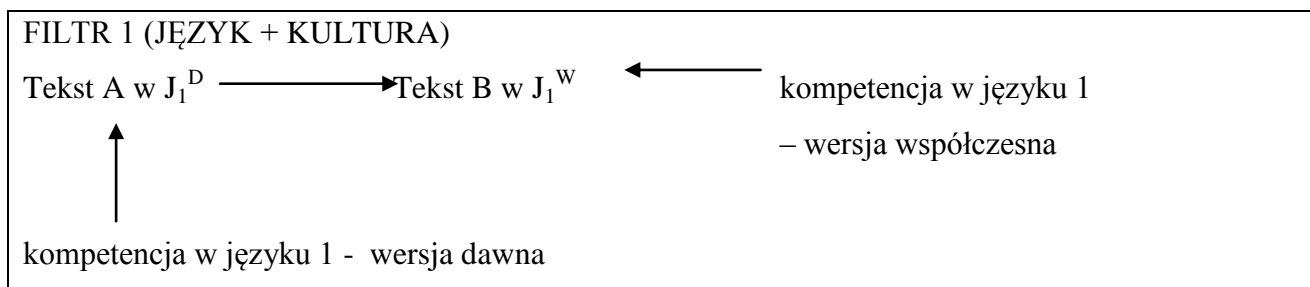 FILTR 1 (JĘZYK + KULTURA)
Tekst A w J₁ᴰ Tekst B w J₁ᵂ kompetencja w języku 1
– wersja współczesna
kompetencja w języku 1 - wersja dawna